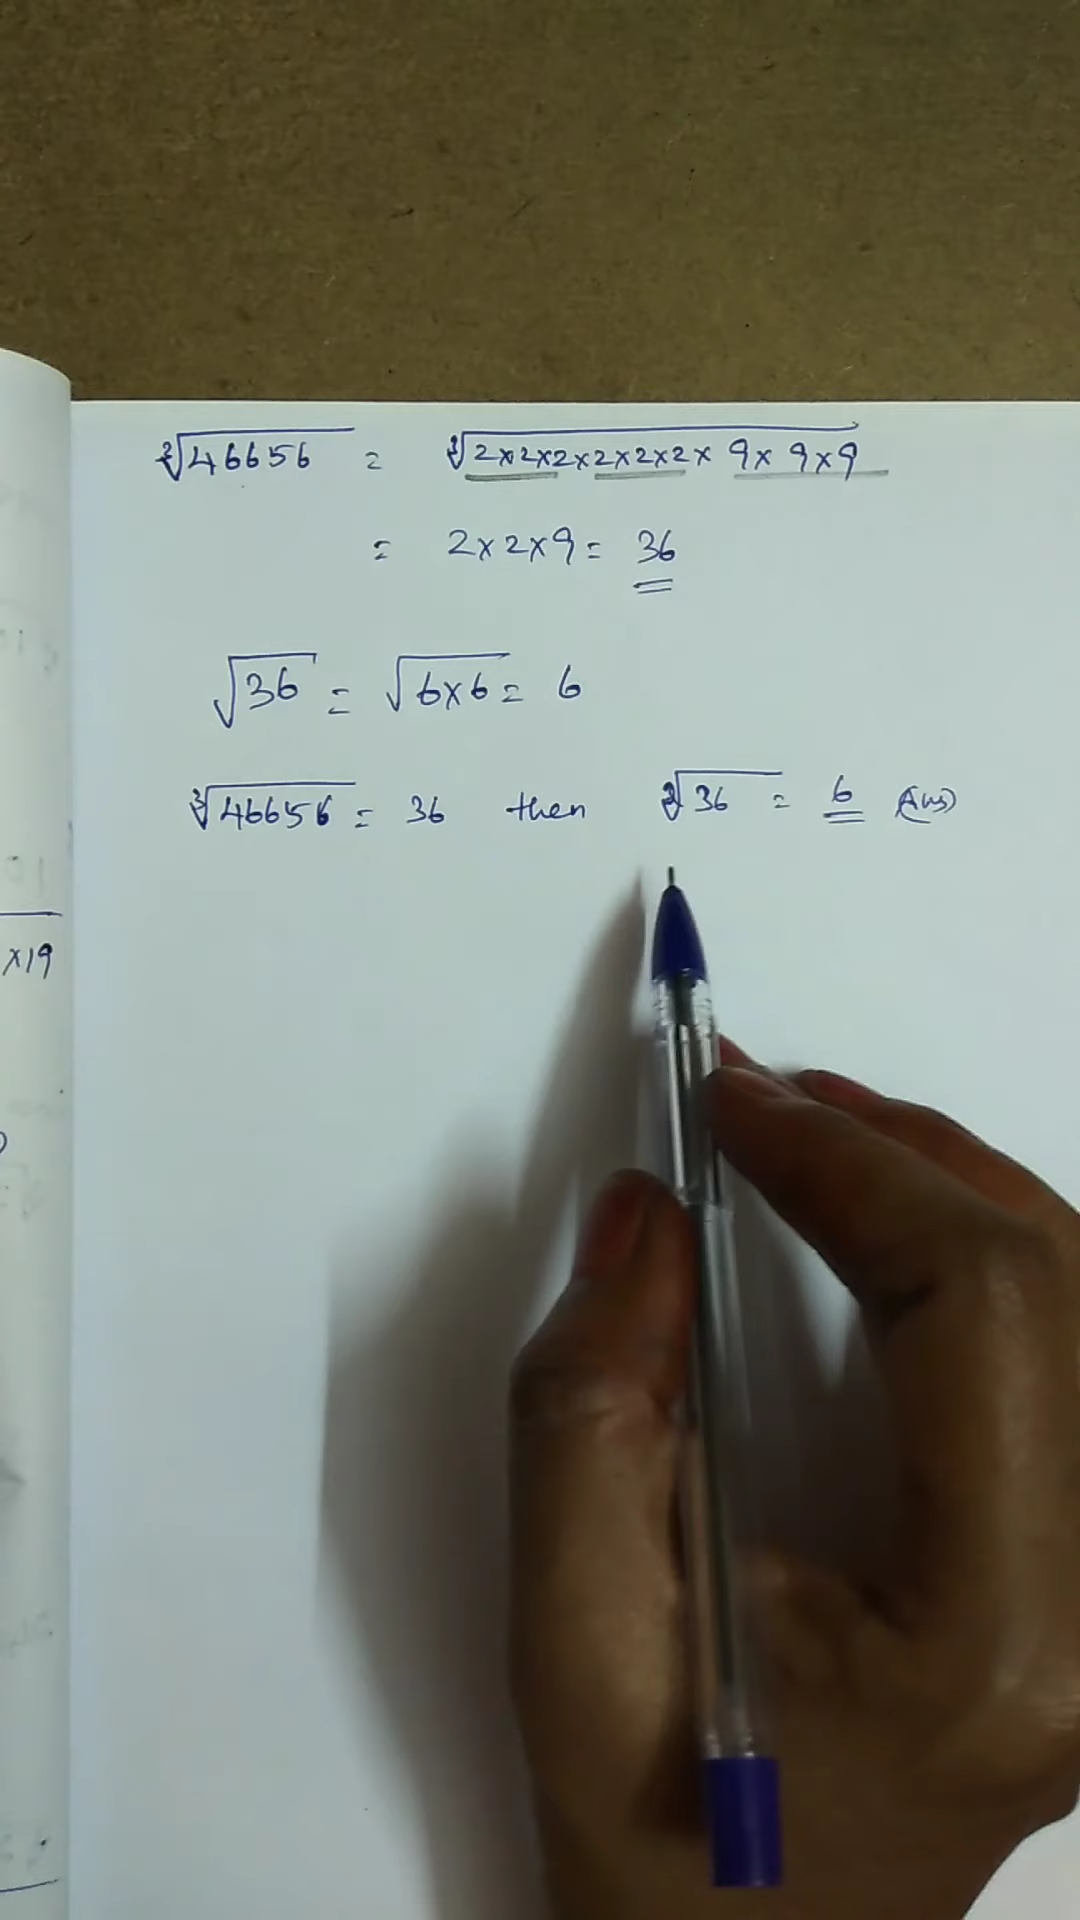 ∛46656 = ∛2×2×2×2×2×2× 9× 9×9
= 2×2×9 = 36
√36 = √6×6 = 6
∛46656 = 36 then ∛36 = 6 (Ans)
×19